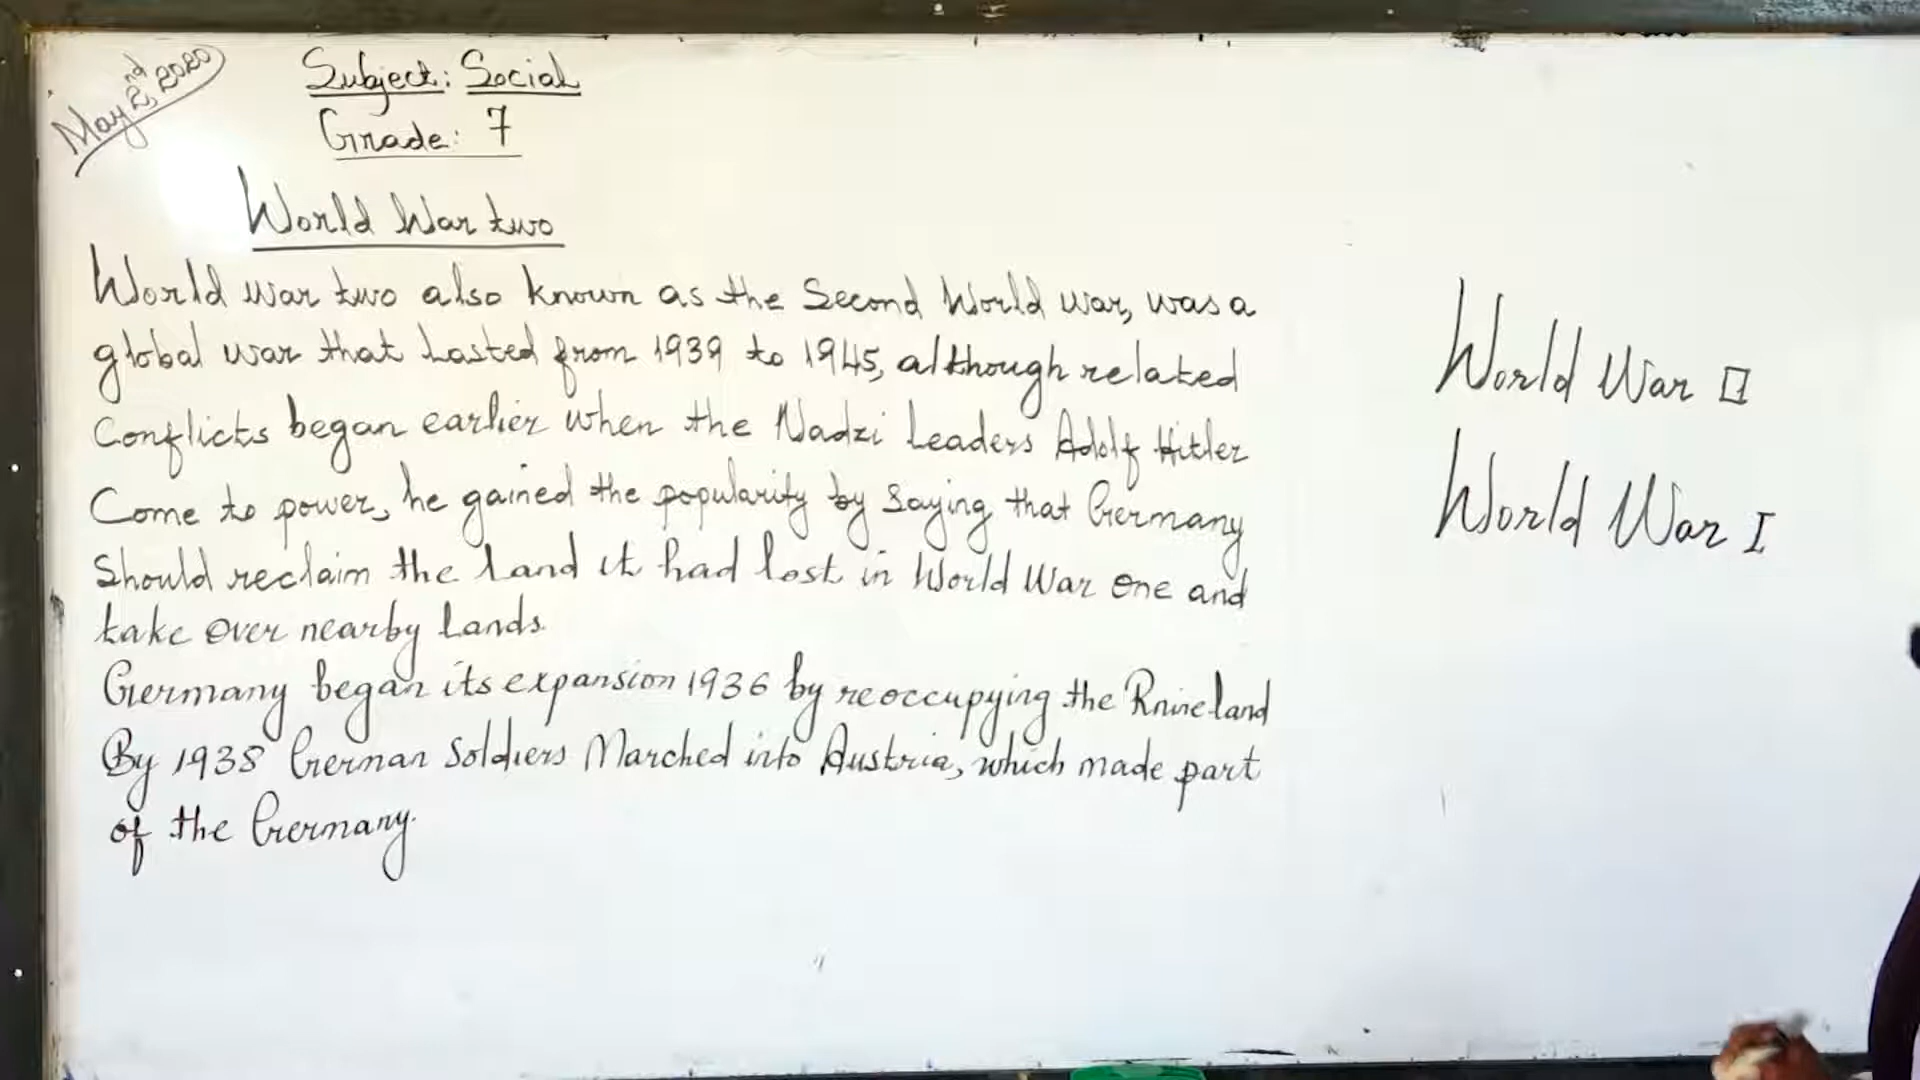 May 2nd, 2020
Subject: Social
Grade: 7
World War two
World war two also known as the Second World war, was a
global war that Lasted from 1939 to 1945, although related
Conflicts began earlier when the Nadzi Leaders Adolf Hitler
Come to power, he gained the popularity by Saying that Germany
Should reclaim the Land it had lost in World War one and
take over nearby Lands.
Germany began its expansion 1936 by reoccupying the Rhineland
By 1938 German Soldiers Marched into Austria, which made part
of the Germany.
World War II
World War I